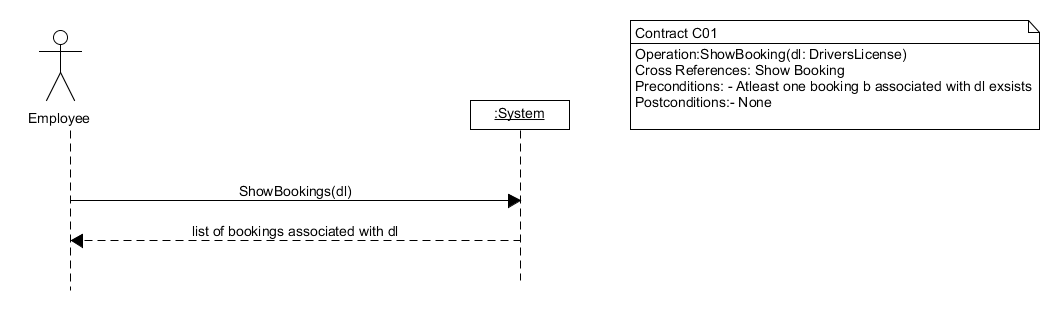 Employee
:System
ShowBookings(dl)
list of bookings associated with dl
Contract C01
Operation:ShowBooking(dl: DriversLicense)
Cross References: Show Booking
Preconditions: - Atleast one booking b associated with dl exsists
Postconditions:- None